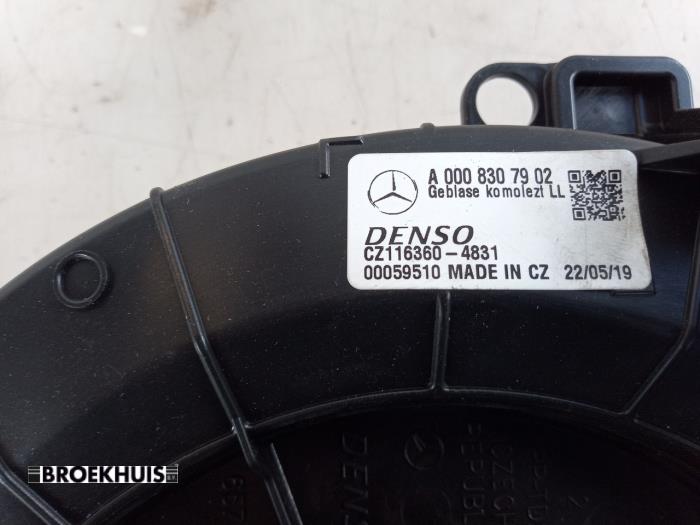 A 000 830 79 02
Geblase komolezt LL
DENSO
CZ116360-4831
00059510 MADE IN CZ 22/05/19
BROEKHUIS